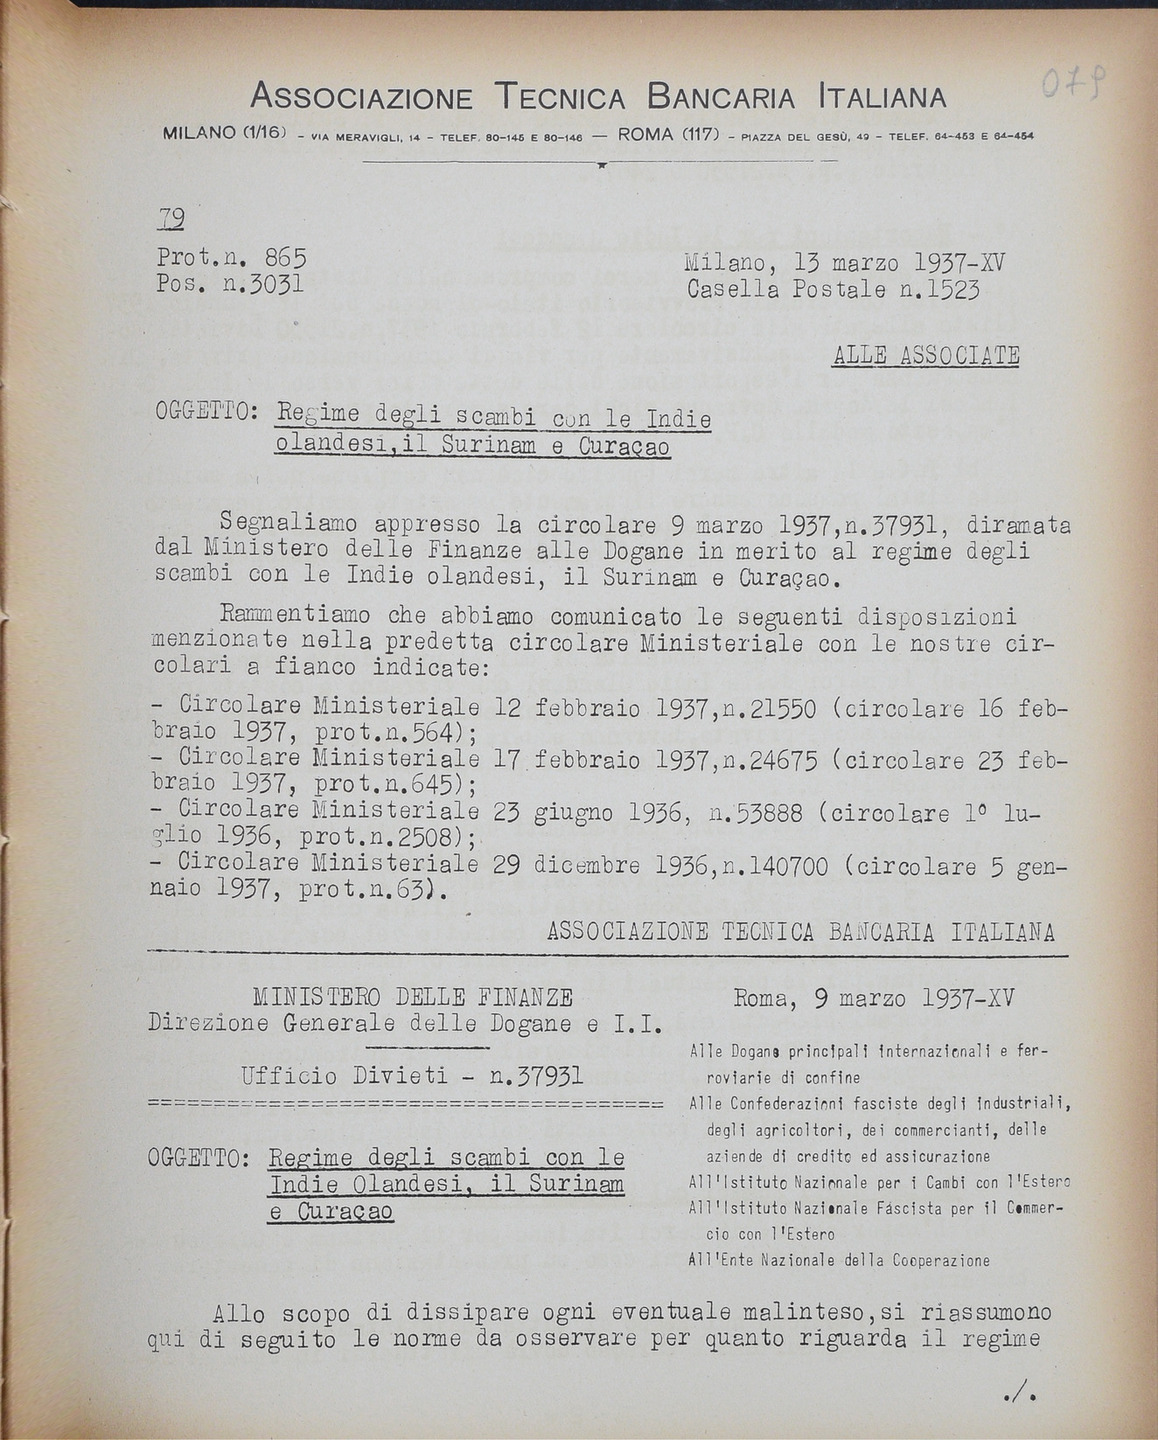 079
ASSOCIAZIONE TECNICA BANCARIA ITALIANA
MILANO (1/16) - VIA MERAVIGLI, 14 - TELEF. 80-145 E 80-146 — ROMA (117) - PIAZZA DEL GESÙ, 49 - TELEF. 64-453 E 64-454
79
Prot.n. 865
Pos. n.3031
Milano, 13 marzo 1937-XV
Casella Postale n.1523
ALLE ASSOCIATE
OGGETTO: Regime degli scambi con le Indie
olandesi,il Surinam e Curaçao
Segnaliamo appresso la circolare 9 marzo 1937,n.37931, diramata
dal Ministero delle Finanze alle Dogane in merito al regime degli
scambi con le Indie olandesi, il Surinam e Curaçao.
Rammentiamo che abbiamo comunicato le seguenti disposizioni
menzionate nella predetta circolare Ministeriale con le nostre cir-
colari a fianco indicate:
- Circolare Ministeriale 12 febbraio 1937,n.21550 (circolare 16 feb-
braio 1937, prot.n.564);
- Circolare Ministeriale 17 febbraio 1937,n.24675 (circolare 23 feb-
braio 1937, prot.n.645);
- Circolare Ministeriale 23 giugno 1936, n.53888 (circolare 1º lu-
glio 1936, prot.n.2508);
- Circolare Ministeriale 29 dicembre 1936,n.140700 (circolare 5 gen-
naio 1937, prot.n.63).
ASSOCIAZIONE TECNICA BANCARIA ITALIANA
MINISTERO DELLE FINANZE
Direzione Generale delle Dogane e I.I.
Ufficio Divieti - n.37931
=======================================
OGGETTO: Regime degli scambi con le
Indie Olandesi, il Surinam
e Curaçao
Roma, 9 marzo 1937-XV
Alle Dogane principali internazionali e fer-
roviarie di confine
Alle Confederazioni fasciste degli industriali,
degli agricoltori, dei commercianti, delle
aziende di credito ed assicurazione
All'Istituto Nazionale per i Cambi con l'Estero
All'Istituto Nazionale Fascista per il Commer-
cio con l'Estero
All'Ente Nazionale della Cooperazione
Allo scopo di dissipare ogni eventuale malinteso,si riassumono
qui di seguito le norme da osservare per quanto riguarda il regime
./.